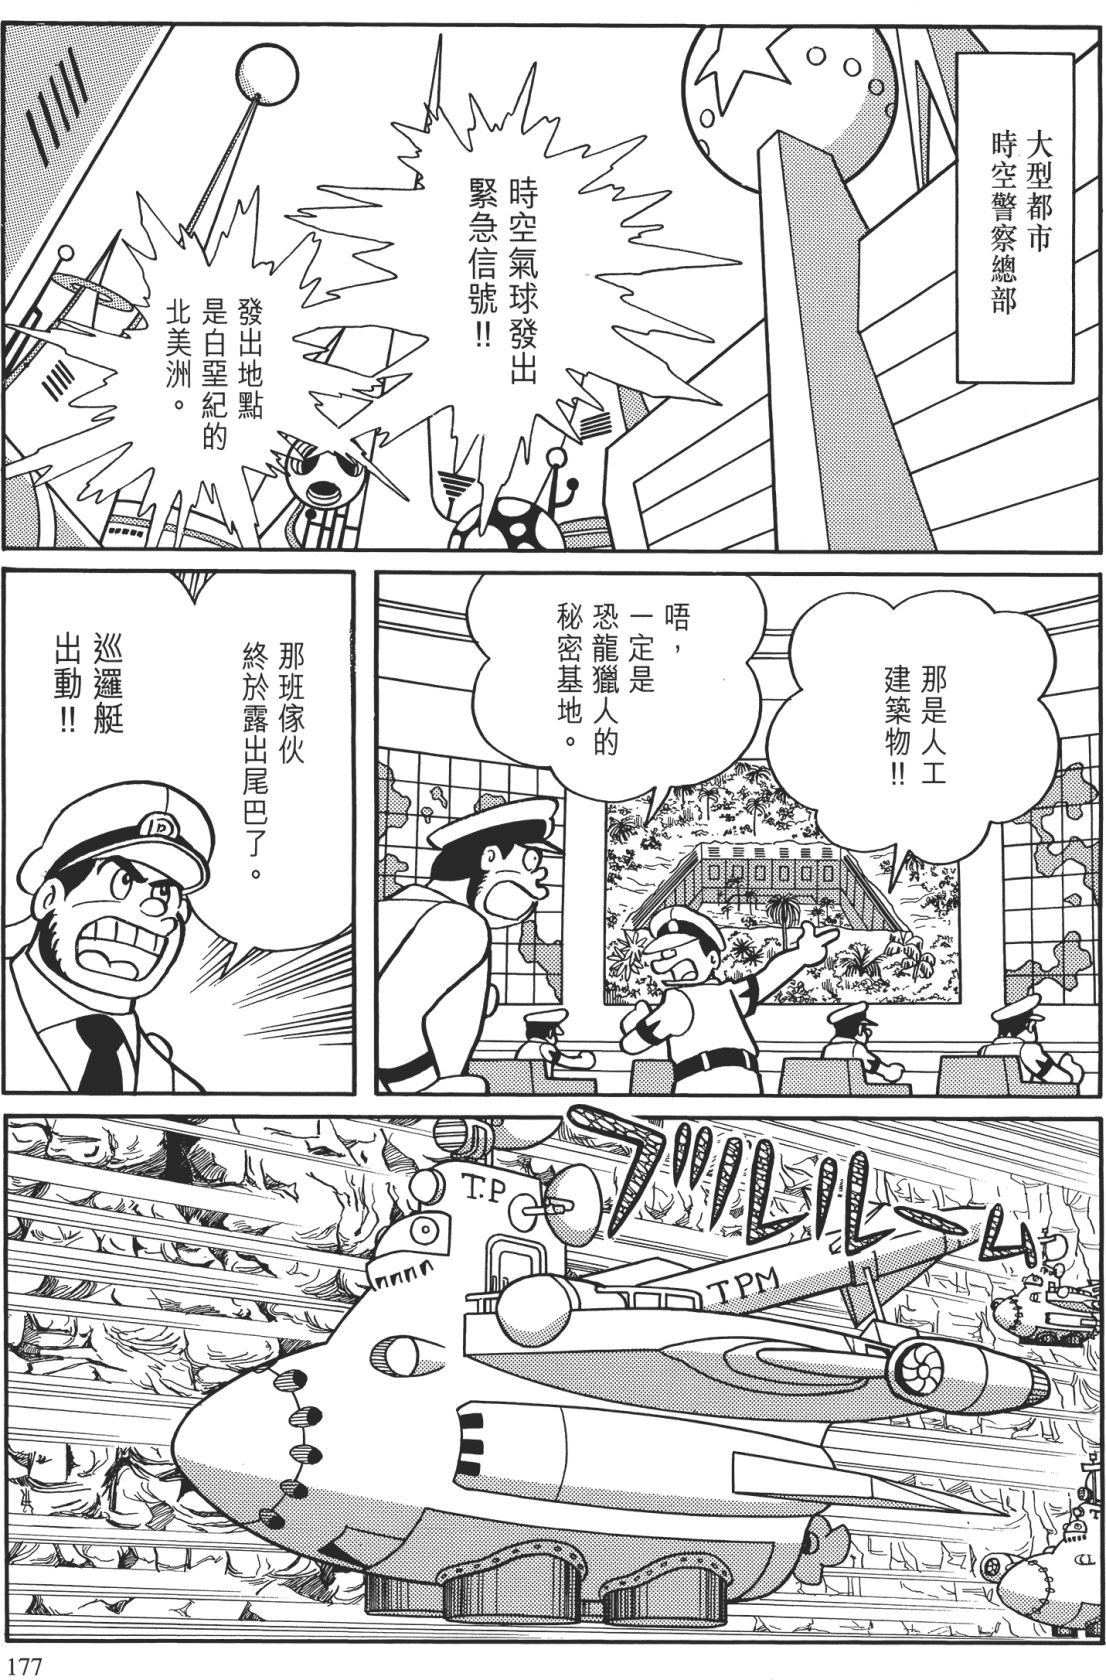 大型都市
時空警察總部
時空氣球發出
緊急信號!!
發出地點
是白堊紀的
北美洲。
那是人工
建築物!!
唔，
一定是
恐龍獵人的
秘密基地。
那班傢伙
終於露出尾巴了。
巡邏艇
出動!!
T.P
TPM
177